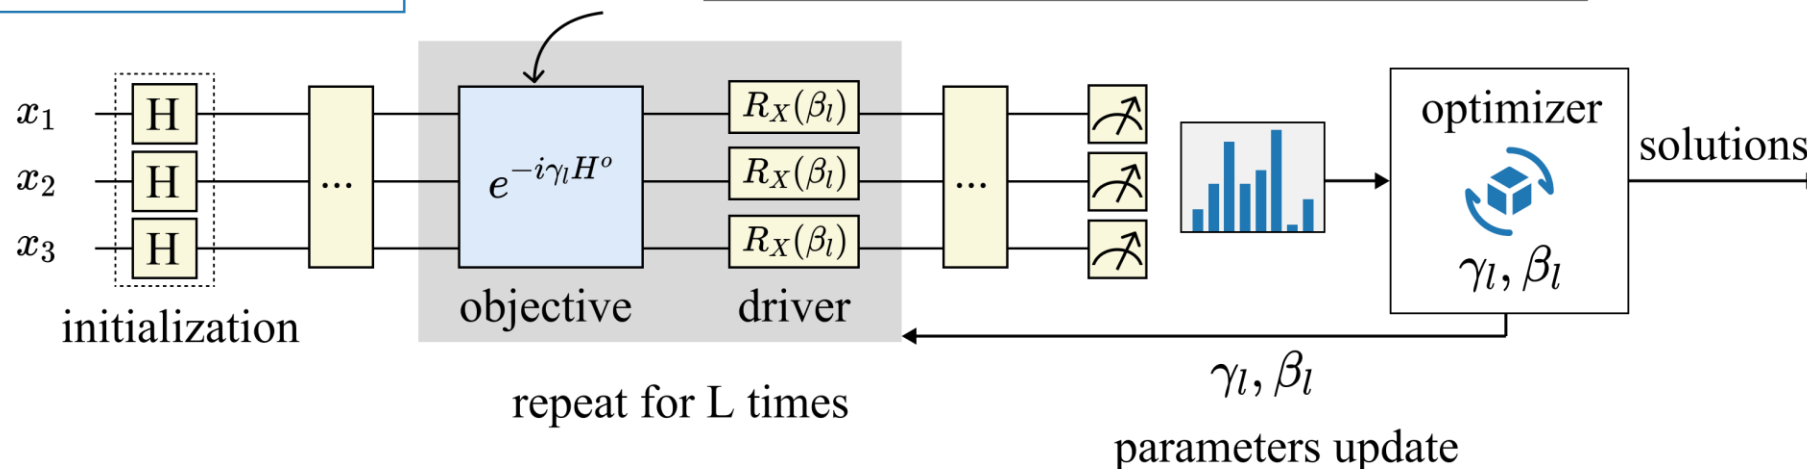 x₁ H ... R_X(β_l) ...
x₂ H ... e^{-iγ_l H^o} R_X(β_l) ...
x₃ H R_X(β_l)
initialization
objective driver
repeat for L times
optimizer
γ_l, β_l
solutions
γ_l, β_l
parameters update